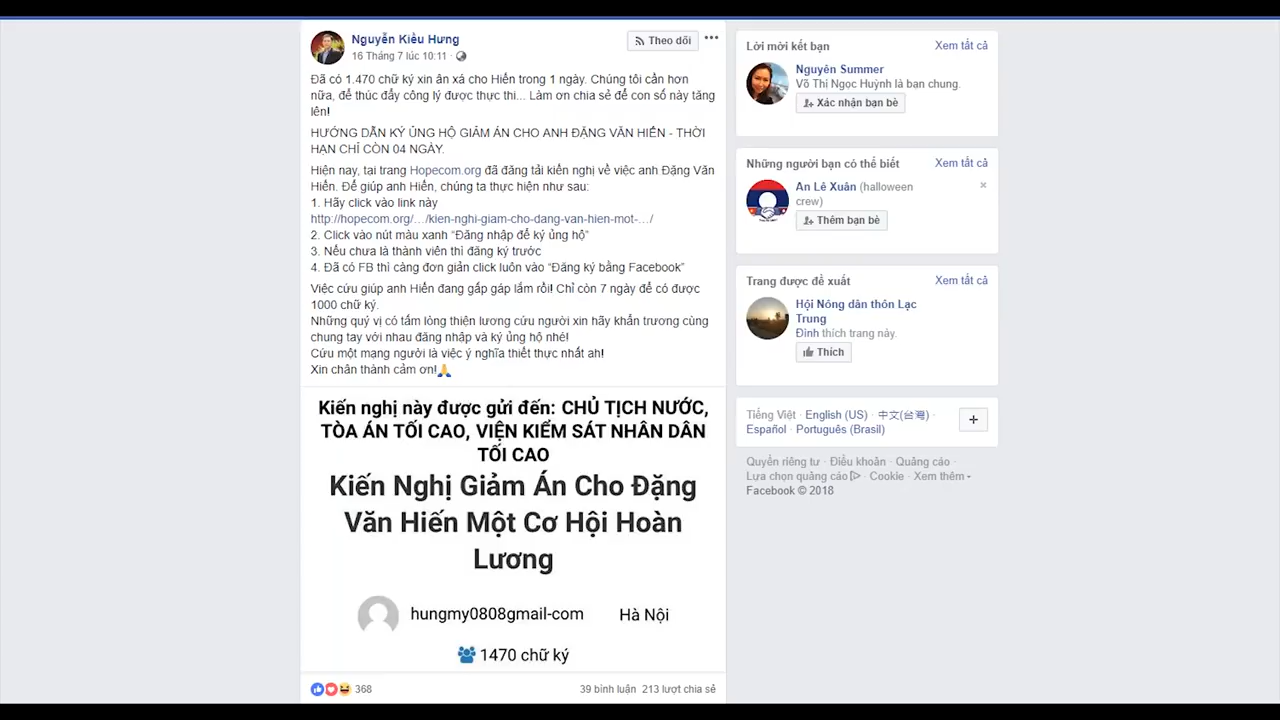 Nguyễn Kiều Hưng
Theo dõi
16 Tháng 7 lúc 10:11 ·
Đã có 1.470 chữ ký xin ân xá cho Hiến trong 1 ngày. Chúng tôi cần hơn
nữa, để thúc đẩy công lý được thực thi... Làm ơn chia sẻ để con số này tăng
lên!
HƯỚNG DẪN KÝ ỦNG HỘ GIẢM ÁN CHO ANH ĐẶNG VĂN HIẾN - THỜI
HẠN CHỈ CÒN 04 NGÀY.
Hiện nay, tại trang Hopecom.org đã đăng tải kiến nghị về việc anh Đặng Văn
Hiến. Để giúp anh Hiến, chúng ta thực hiện như sau:
1. Hãy click vào link này
http://hopecom.org/…/kien-nghi-giam-cho-dang-van-hien-mot-…/
2. Click vào nút màu xanh “Đăng nhập để ký ủng hộ”
3. Nếu chưa là thành viên thì đăng ký trước
4. Đã có FB thì càng đơn giản click luôn vào “Đăng ký bằng Facebook”
Việc cứu giúp anh Hiến đang gấp gáp lắm rồi! Chỉ còn 7 ngày để có được
1000 chữ ký.
Những quý vị có tấm lòng thiện lương cứu người xin hãy khẩn trương cùng
chung tay với nhau đăng nhập và ký ủng hộ nhé!
Cứu một mạng người là việc ý nghĩa thiết thực nhất ạh!
Xin chân thành cảm ơn!🙏
Kiến nghị này được gửi đến: CHỦ TỊCH NƯỚC,
TÒA ÁN TỐI CAO, VIỆN KIỂM SÁT NHÂN DÂN
TỐI CAO
Kiến Nghị Giảm Án Cho Đặng
Văn Hiến Một Cơ Hội Hoàn
Lương
hungmy0808gmail-com Hà Nội
1470 chữ ký
368 39 bình luận 213 lượt chia sẻ
Lời mời kết bạn Xem tất cả
Nguyên Summer
Võ Thị Ngọc Huỳnh là bạn chung.
Xác nhận bạn bè
Những người bạn có thể biết Xem tất cả
An Lê Xuân (halloween
crew)
Thêm bạn bè
Trang được đề xuất Xem tất cả
Hội Nông dân thôn Lạc
Trung
Đình thích trang này.
Thích
Tiếng Việt · English (US) · 中文(台灣) ·
Español · Português (Brasil)
Quyền riêng tư · Điều khoản · Quảng cáo ·
Lựa chọn quảng cáo · Cookie · Xem thêm
Facebook © 2018